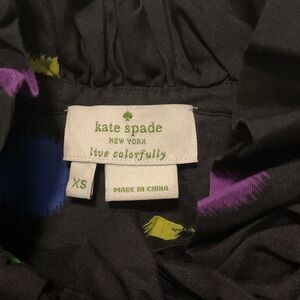 kate spade
NEW YORK
live colorfully
XS
MADE IN CHINA